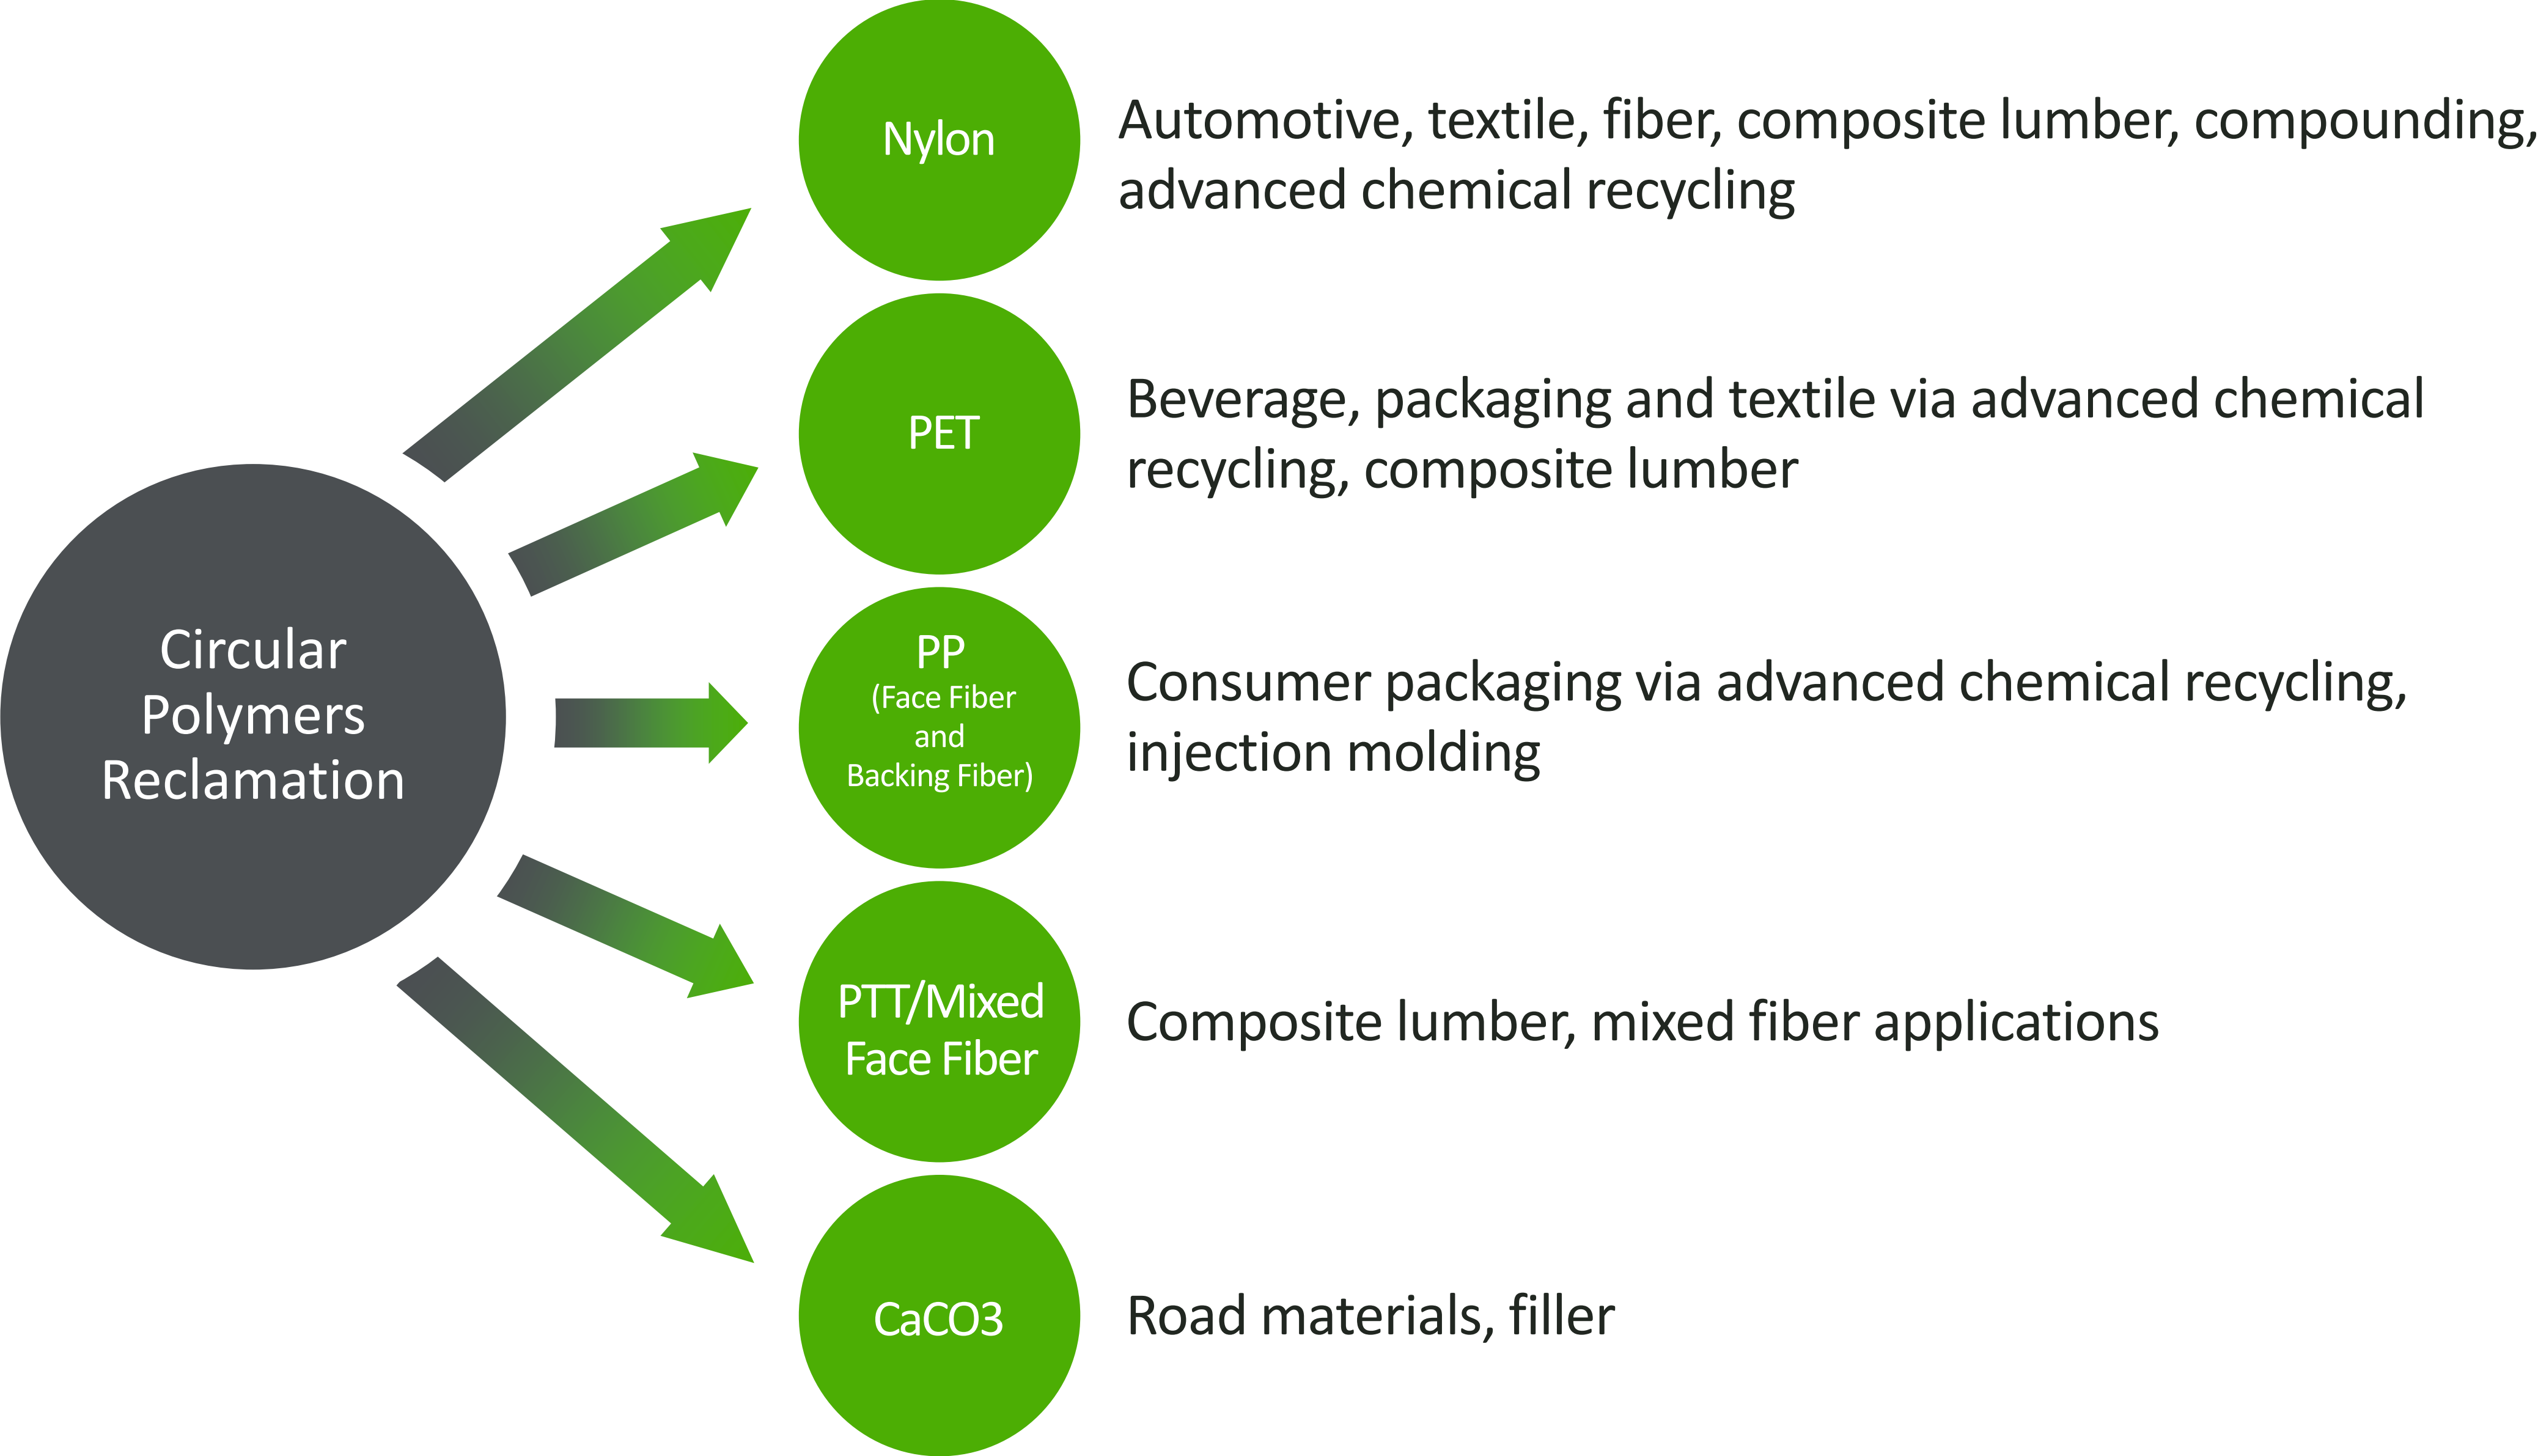 Nylon
Automotive, textile, fiber, composite lumber, compounding,
advanced chemical recycling
PET
Beverage, packaging and textile via advanced chemical
recycling, composite lumber
Circular
Polymers
Reclamation
PP
(Face Fiber
and
Backing Fiber)
Consumer packaging via advanced chemical recycling,
injection molding
PTT/Mixed
Face Fiber
Composite lumber, mixed fiber applications
CaCO3
Road materials, filler